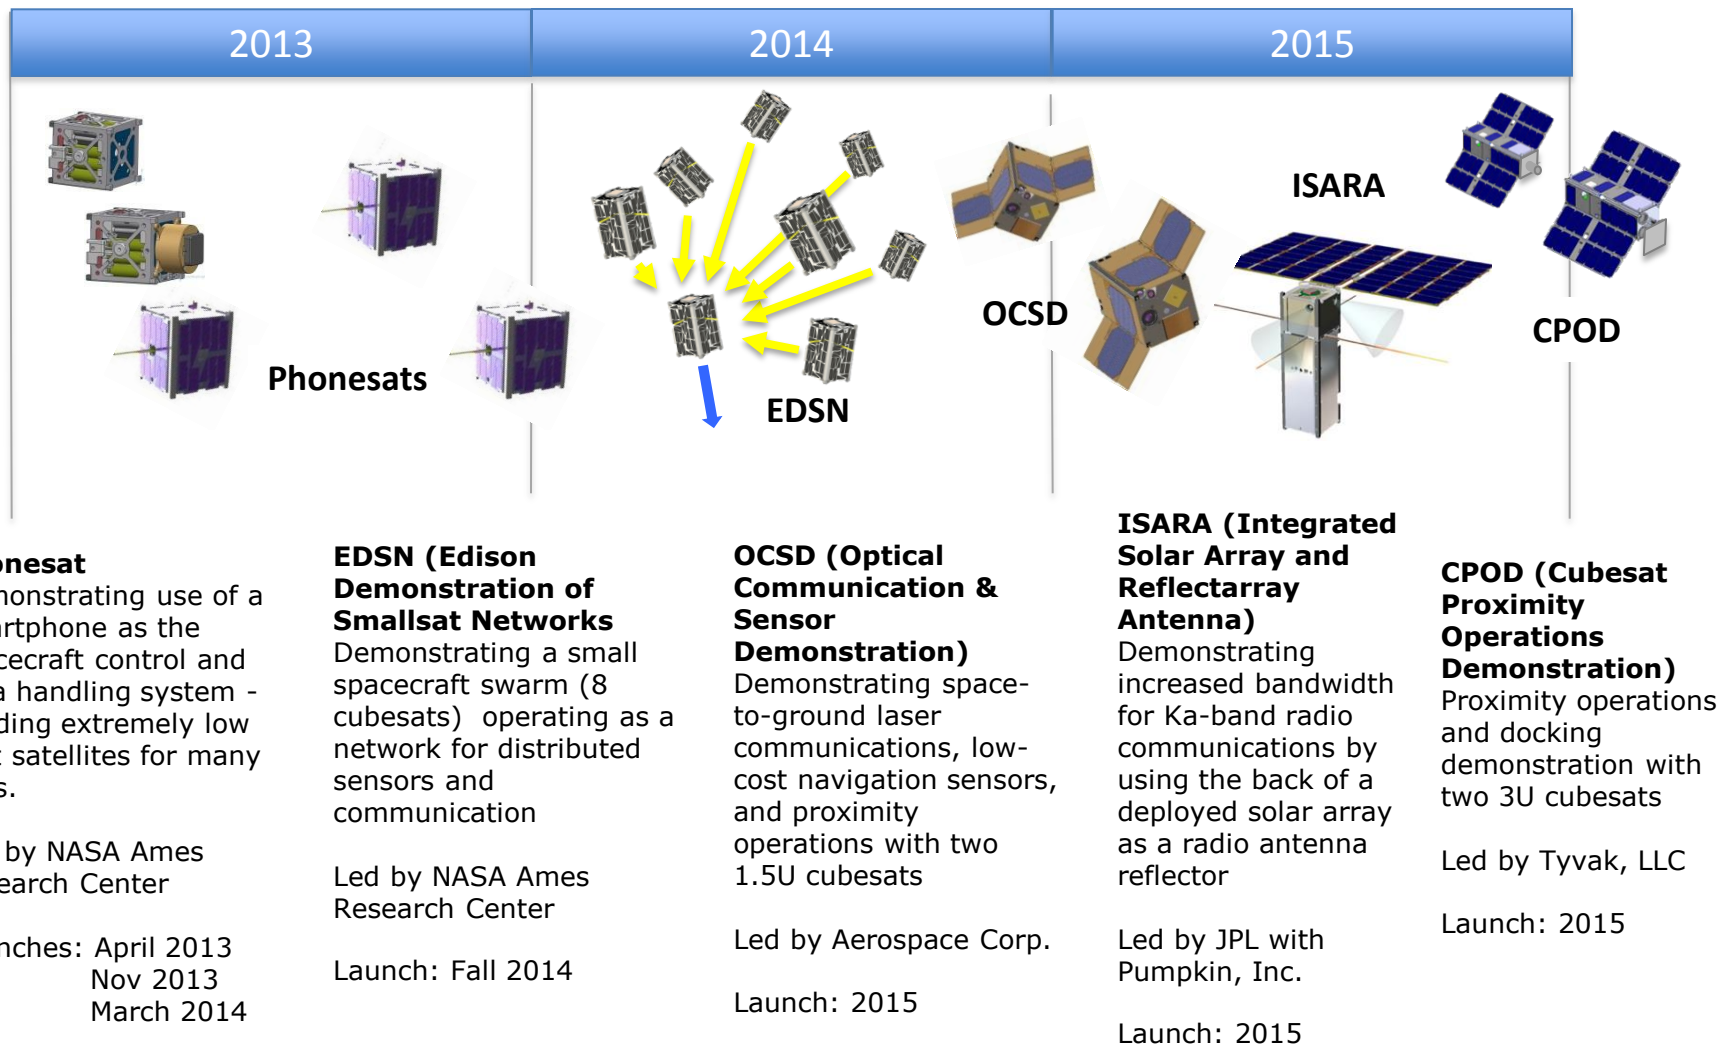 2013
2014
2015
Phonesats
EDSN
OCSD
ISARA
CPOD
onesat
monstrating use of a
artphone as the
cecraft control and
a handling system -
ding extremely low
t satellites for many
s.
by NASA Ames
earch Center
nches: April 2013
Nov 2013
March 2014
EDSN (Edison
Demonstration of
Smallsat Networks
Demonstrating a small
spacecraft swarm (8
cubesats)  operating as a
network for distributed
sensors and
communication
Led by NASA Ames
Research Center
Launch: Fall 2014
OCSD (Optical
Communication &
Sensor
Demonstration)
Demonstrating space-
to-ground laser
communications, low-
cost navigation sensors,
and proximity
operations with two
1.5U cubesats
Led by Aerospace Corp.
Launch: 2015
ISARA (Integrated
Solar Array and
Reflectarray
Antenna)
Demonstrating
increased bandwidth
for Ka-band radio
communications by
using the back of a
deployed solar array
as a radio antenna
reflector
Led by JPL with
Pumpkin, Inc.
Launch: 2015
CPOD (Cubesat
Proximity
Operations
Demonstration)
Proximity operations
and docking
demonstration with
two 3U cubesats
Led by Tyvak, LLC
Launch: 2015